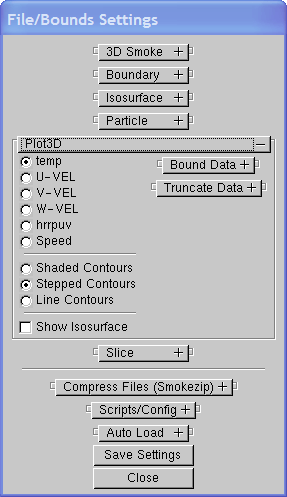 File/Bounds Settings
3D Smoke +
Boundary +
Isosurface +
Particle +
Plot3D –
temp
Bound Data +
U-VEL
Truncate Data +
V-VEL
W-VEL
hrrpuv
Speed
Shaded Contours
Stepped Contours
Line Contours
Show Isosurface
Slice +
Compress Files (Smokezip) +
Scripts/Config +
Auto Load +
Save Settings
Close